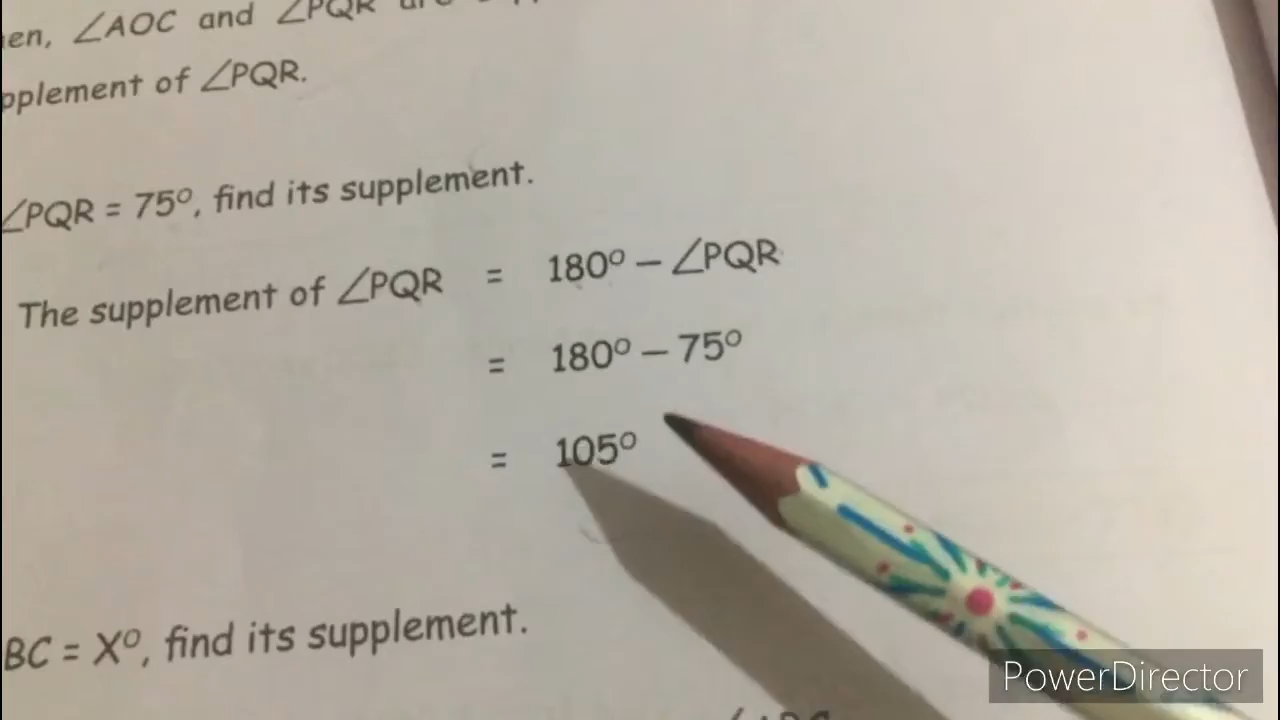 ∠AOC and ∠PQR
of ∠PQR.
∠PQR = 75°, find its supplement.
The supplement of ∠PQR = 180° – ∠PQR
= 180° – 75°
= 105°
BC = X°, find its supplement.
PowerDirector